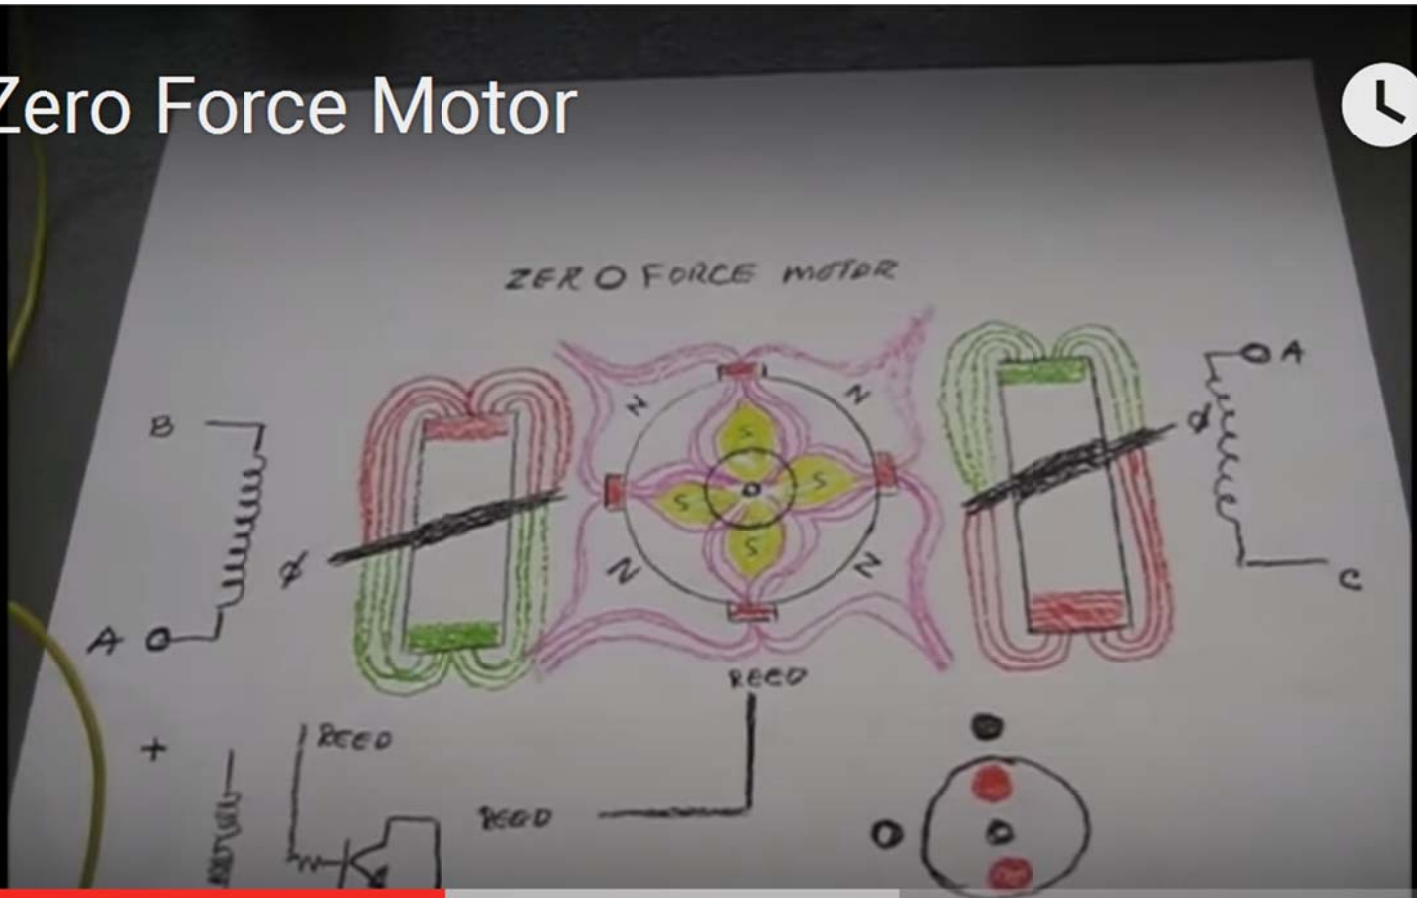 Zero Force Motor
ZERO FORCE MOTOR
N N
A
B
S
S S
S
Ø
Ø
N N
C
A
REED
+
REED
REED